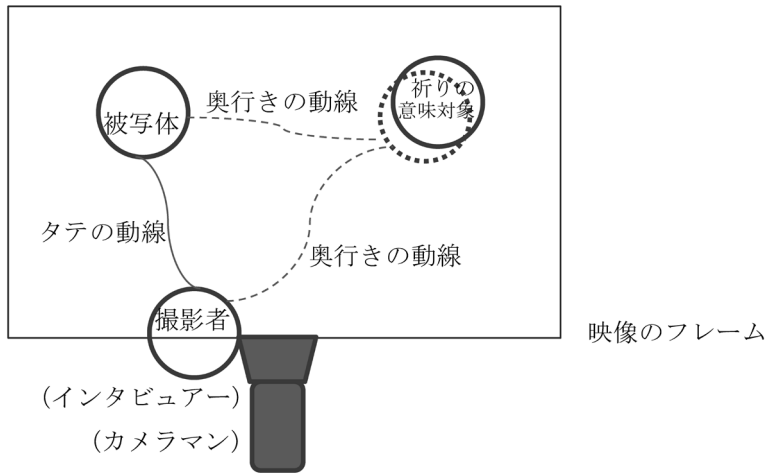 奥行きの動線
祈りの
意味対象
被写体
タテの動線
奥行きの動線
撮影者
映像のフレーム
（インタビュアー）
（カメラマン）